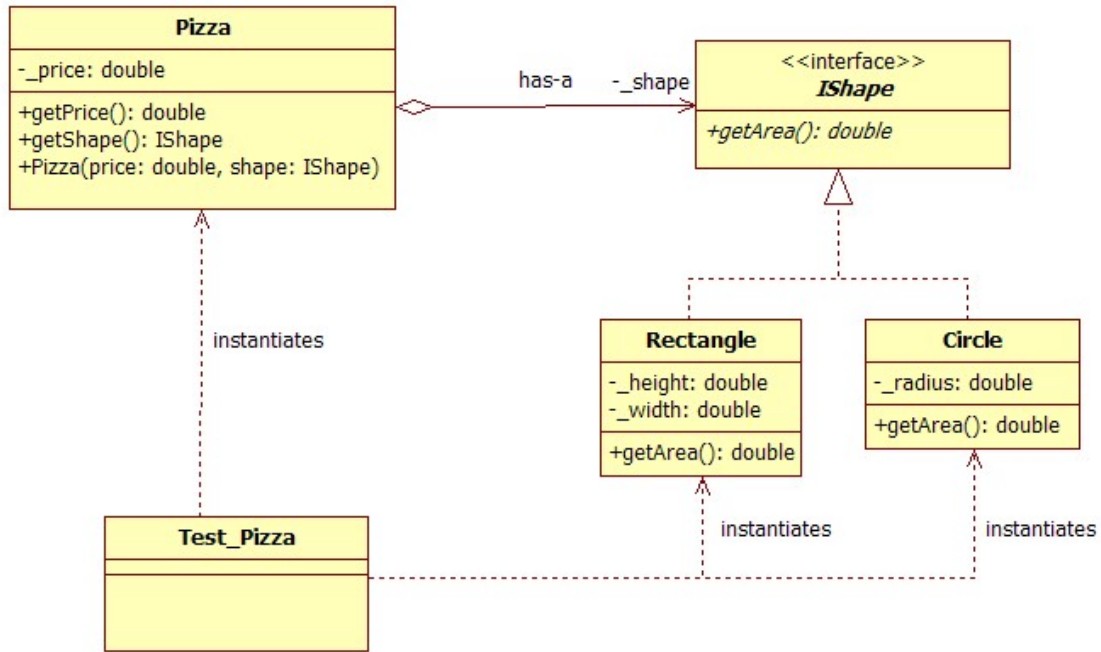 Pizza
-_price: double
+getPrice(): double
+getShape(): IShape
+Pizza(price: double, shape: IShape)
has-a
-_shape
<<interface>>
IShape
+getArea(): double
instantiates
Rectangle
-_height: double
-_width: double
+getArea(): double
Circle
-_radius: double
+getArea(): double
Test_Pizza
instantiates
instantiates